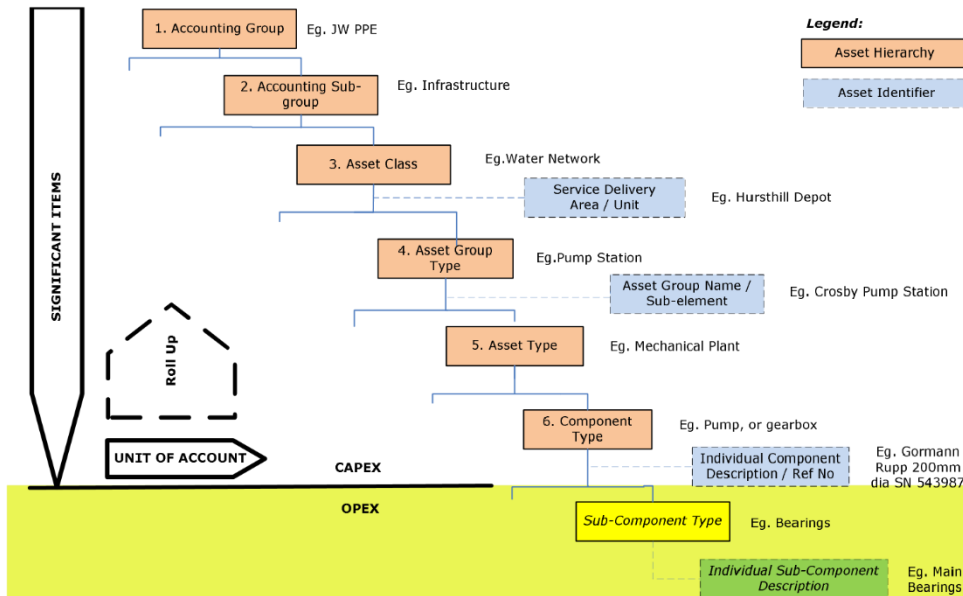 1. Accounting Group
Eg. JW PPE
Legend:
Asset Hierarchy
Asset Identifier
2. Accounting Sub-
group
Eg. Infrastructure
3. Asset Class
Eg.Water Network
Service Delivery
Area / Unit
Eg. Hursthill Depot
4. Asset Group
Type
Eg.Pump Station
Asset Group Name /
Sub-element
Eg. Crosby Pump Station
5. Asset Type
Eg. Mechanical Plant
6. Component
Type
Eg. Pump, or gearbox
Individual Component
Description / Ref No
Eg. Gormann
Rupp 200mm
dia SN 543987
SIGNIFICANT ITEMS
Roll Up
UNIT OF ACCOUNT
CAPEX
OPEX
Sub-Component Type
Eg. Bearings
Individual Sub-Component
Description
Eg. Main
Bearings